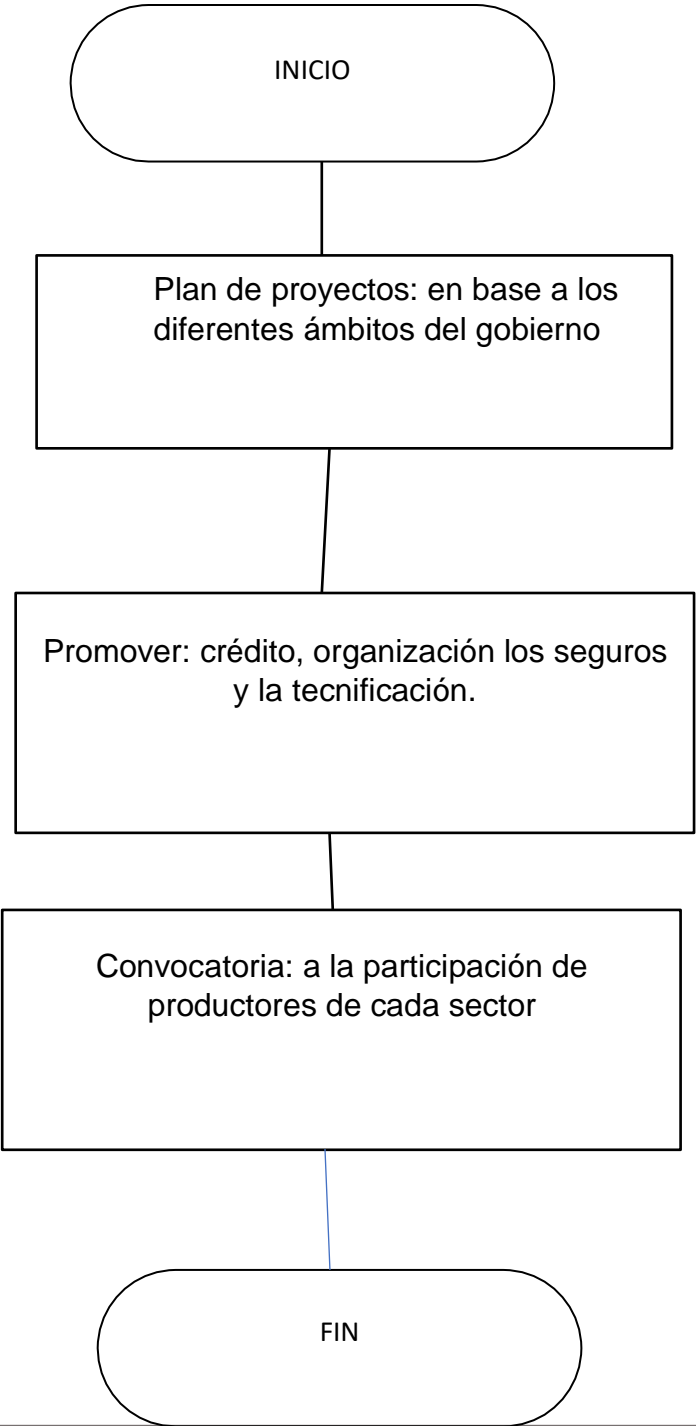 INICIO
Plan de proyectos: en base a los
diferentes ámbitos del gobierno
Promover: crédito, organización los seguros
y la tecnificación.
Convocatoria: a la participación de
productores de cada sector
FIN